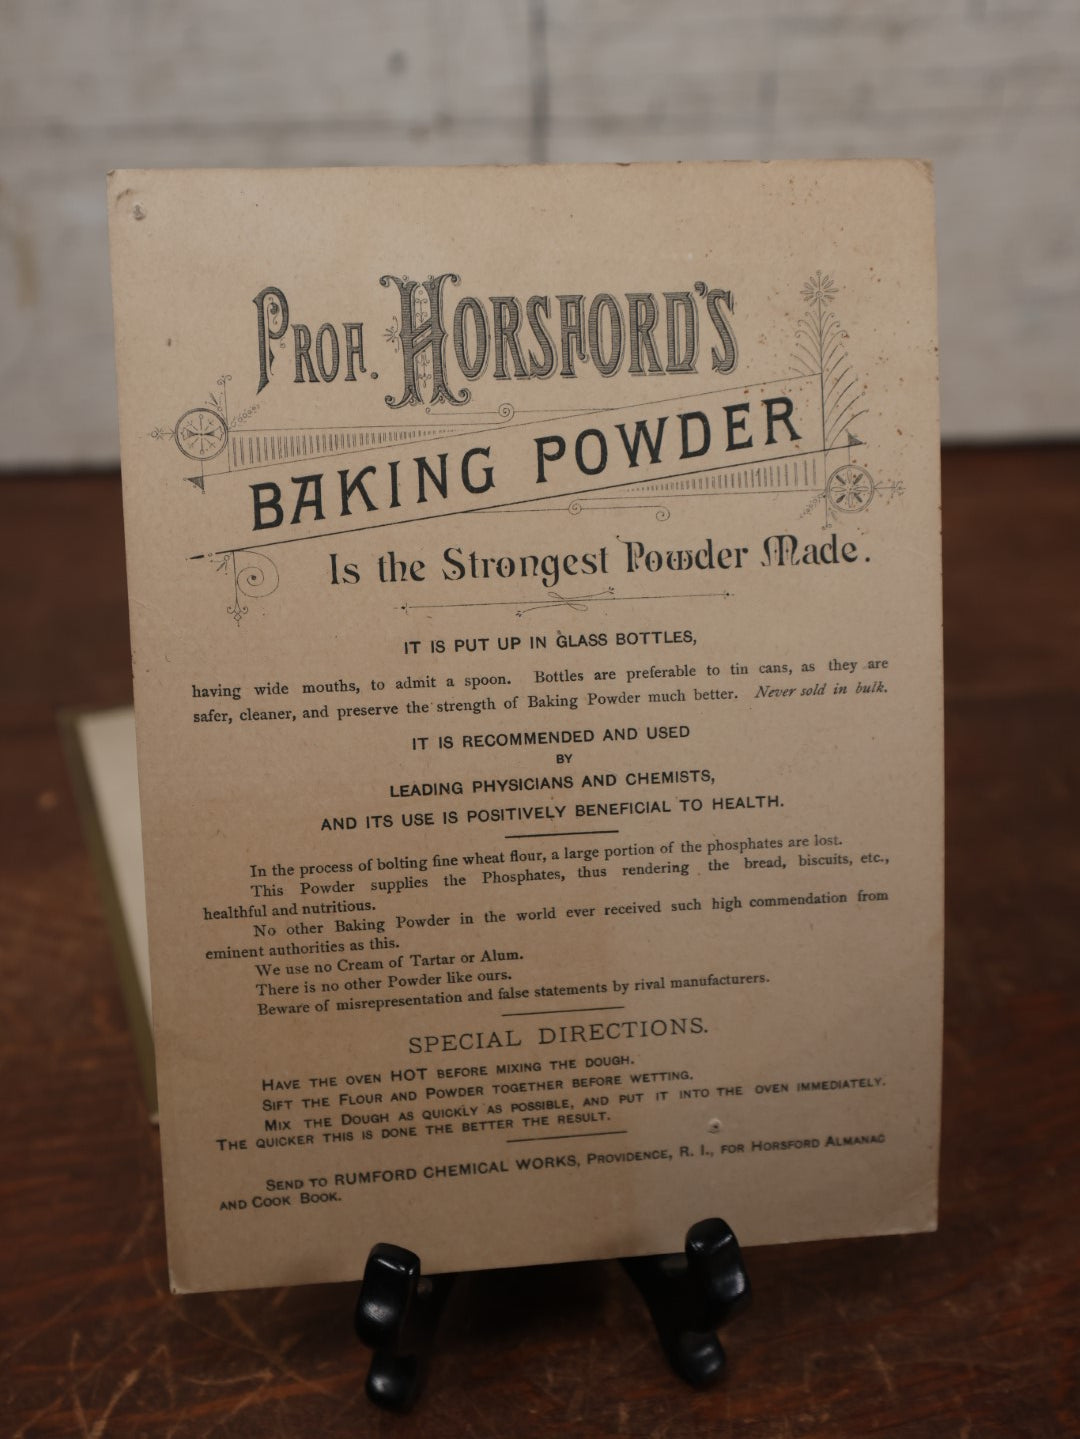 PROF. HORSFORD'S
BAKING POWDER
Is the Strongest Powder Made.
IT IS PUT UP IN GLASS BOTTLES,
having wide mouths, to admit a spoon. Bottles are preferable to tin cans, as they are
safer, cleaner, and preserve the strength of Baking Powder much better. Never sold in bulk.
IT IS RECOMMENDED AND USED
BY
LEADING PHYSICIANS AND CHEMISTS,
AND ITS USE IS POSITIVELY BENEFICIAL TO HEALTH.
In the process of bolting fine wheat flour, a large portion of the phosphates are lost.
This Powder supplies the Phosphates, thus rendering the bread, biscuits, etc.,
healthful and nutritious.
No other Baking Powder in the world ever received such high commendation from
eminent authorities as this.
We use no Cream of Tartar or Alum.
There is no other Powder like ours.
Beware of misrepresentation and false statements by rival manufacturers.
SPECIAL DIRECTIONS.
HAVE THE OVEN HOT BEFORE MIXING THE DOUGH.
SIFT THE FLOUR AND POWDER TOGETHER BEFORE WETTING.
MIX THE DOUGH AS QUICKLY AS POSSIBLE, AND PUT IT INTO THE OVEN IMMEDIATELY.
THE QUICKER THIS IS DONE THE BETTER THE RESULT.
SEND TO RUMFORD CHEMICAL WORKS, PROVIDENCE, R. I., FOR HORSFORD ALMANAC
AND COOK BOOK.